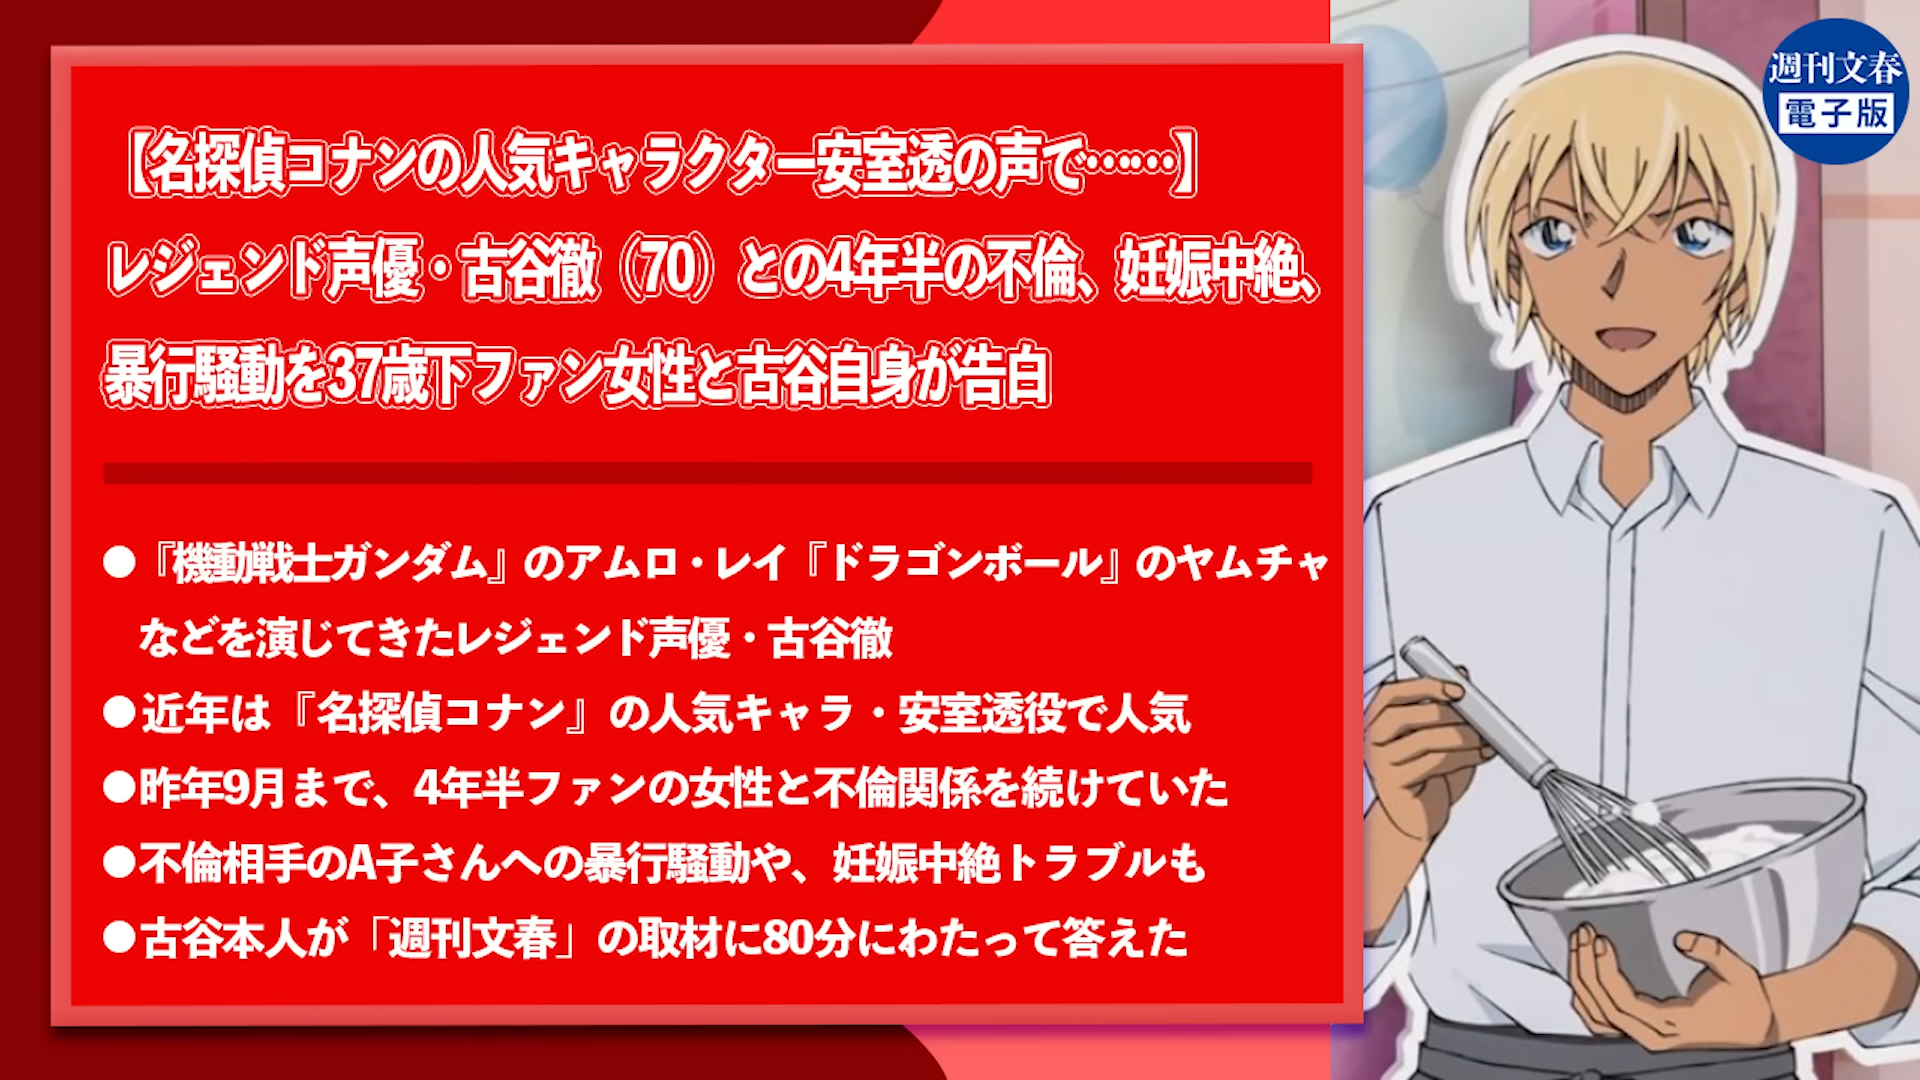 【名探偵コナンの人気キャラクター安室透の声で……】
レジェンド声優・古谷徹（70）との4年半の不倫、妊娠中絶、
暴行騒動を37歳下ファン女性と古谷自身が告白
●『機動戦士ガンダム』のアムロ・レイ『ドラゴンボール』のヤムチャ
などを演じてきたレジェンド声優・古谷徹
●近年は『名探偵コナン』の人気キャラ・安室透役で人気
●昨年9月まで、4年半ファンの女性と不倫関係を続けていた
●不倫相手のA子さんへの暴行騒動や、妊娠中絶トラブルも
●古谷本人が「週刊文春」の取材に80分にわたって答えた
週刊文春
電子版